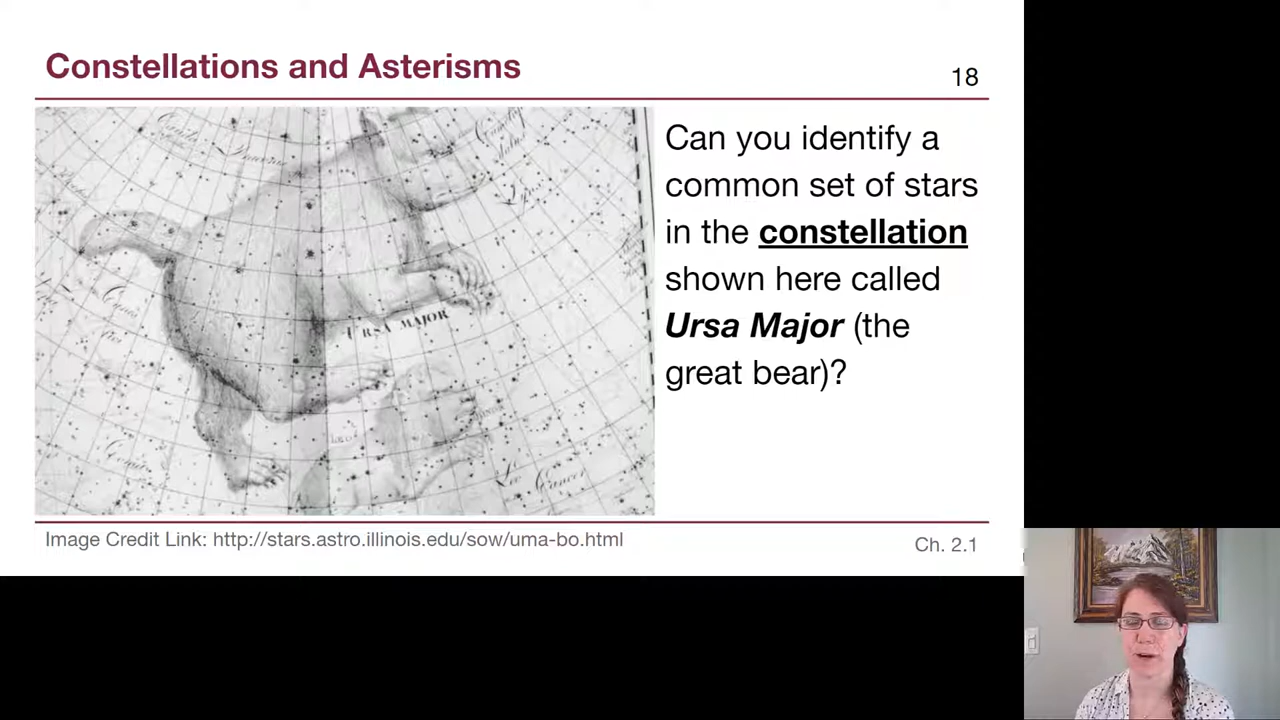 Constellations and Asterisms
18
Can you identify a
common set of stars
in the constellation
shown here called
Ursa Major (the
great bear)?
URSA MAJOR
Image Credit Link: http://stars.astro.illinois.edu/sow/uma-bo.html
Ch. 2.1